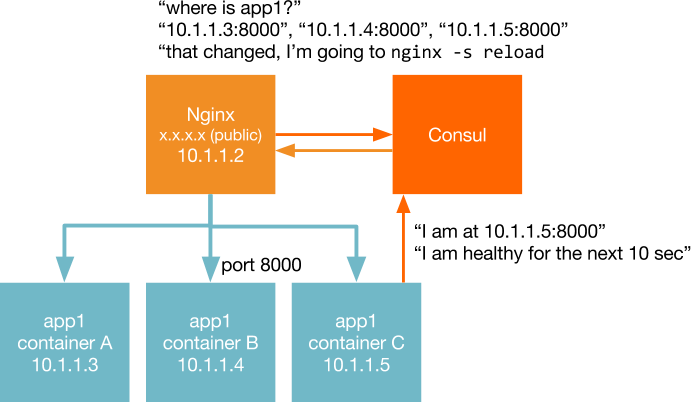 “where is app1?”
“10.1.1.3:8000”, “10.1.1.4:8000”, “10.1.1.5:8000”
“that changed, I’m going to nginx -s reload
Nginx
x.x.x.x (public)
10.1.1.2
Consul
“I am at 10.1.1.5:8000”
“I am healthy for the next 10 sec”
port 8000
app1
container A
10.1.1.3
app1
container B
10.1.1.4
app1
container C
10.1.1.5